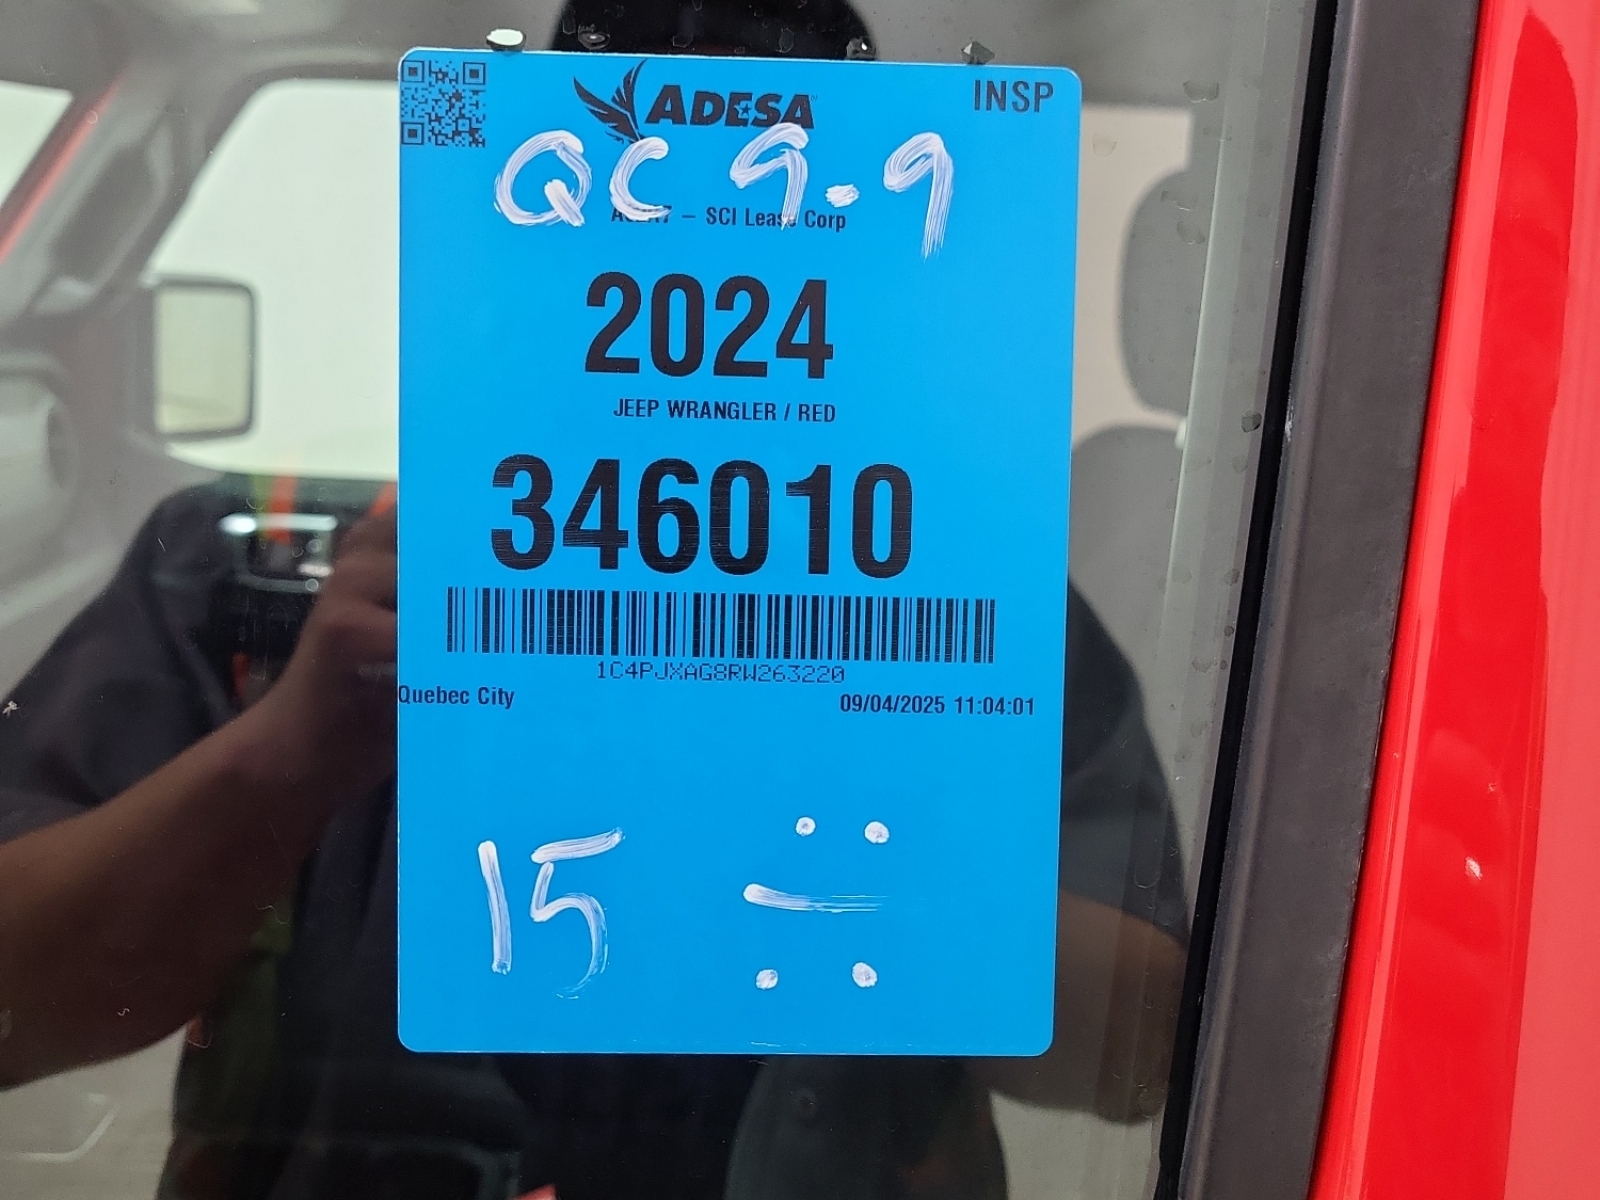 ADESA
INSP
QC 9.9
– SCI Lease Corp
2024
JEEP WRANGLER / RED
346010
1C4PJXAG8RW263220
Quebec City
09/04/2025 11:04:01
15